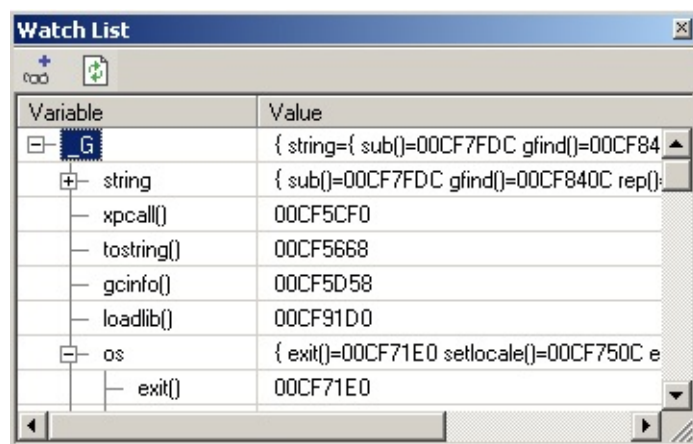 Watch List
Variable Value
_G { string={ sub()=00CF7FDC gfind()=00CF84
string { sub()=00CF7FDC gfind()=00CF840C rep()=
xpcall() 00CF5CF0
tostring() 00CF5668
gcinfo() 00CF5D58
loadlib() 00CF91D0
os { exit()=00CF71E0 setlocale()=00CF750C e
exit() 00CF71E0